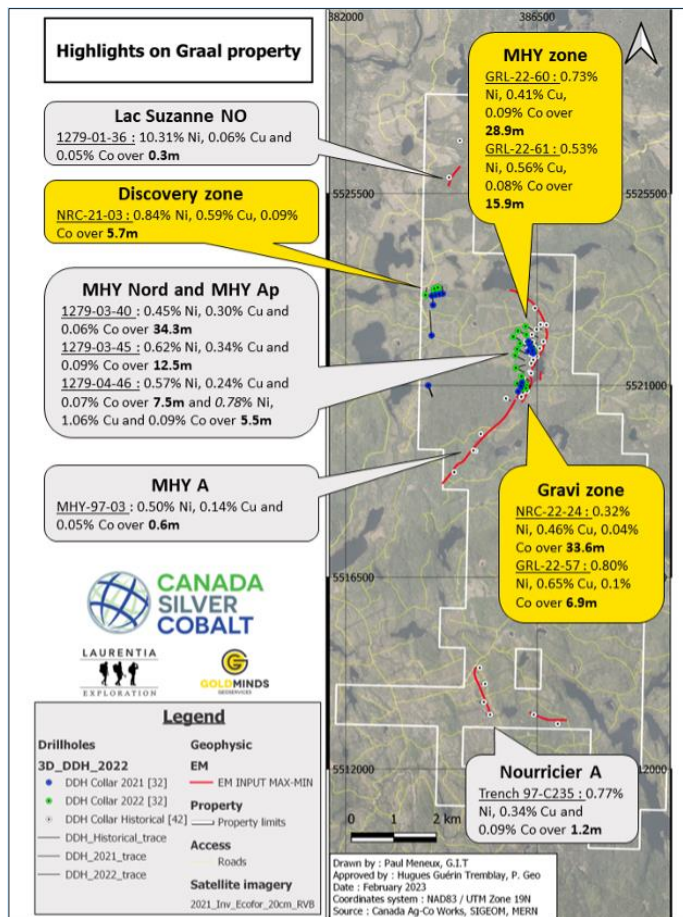 Highlights on Graal property
382000
386500
MHY zone
GRL-22-60 : 0.73%
Ni, 0.41% Cu,
0.09% Co over
28.9m
GRL-22-61 : 0.53%
Ni, 0.56% Cu,
0.08% Co over
15.9m
Lac Suzanne NO
1279-01-36 : 10.31% Ni, 0.06% Cu and
0.05% Co over 0.3m
5525500
5525500
Discovery zone
NRC-21-03 : 0.84% Ni, 0.59% Cu, 0.09%
Co over 5.7m
MHY Nord and MHY Ap
1279-03-40 : 0.45% Ni, 0.30% Cu and
0.06% Co over 34.3m
1279-03-45 : 0.62% Ni, 0.34% Cu and
0.09% Co over 12.5m
1279-04-46 : 0.57% Ni, 0.24% Cu and
0.07% Co over 7.5m and 0.78% Ni,
1.06% Cu and 0.09% Co over 5.5m
5521000
5521000
MHY A
MHY-97-03 : 0.50% Ni, 0.14% Cu and
0.05% Co over 0.6m
Gravi zone
NRC-22-24 : 0.32%
Ni, 0.46% Cu, 0.04%
Co over 33.6m
GRL-22-57 : 0.80%
Ni, 0.65% Cu, 0.1%
Co over 6.9m
5516500
5516500
CANADA
SILVER
COBALT
LAURENTIA
EXPLORATION
GOLDMINDS
GEOSERVICES
Legend
Drillholes
3D_DDH_2022
DDH Collar 2021 [32]
DDH Collar 2022 [32]
DDH Collar Historical [42]
DDH_Historical_trace
DDH_2021_trace
DDH_2022_trace
Geophysic
EM
EM INPUT MAX-MIN
Property
Property limits
Access
Roads
Satellite imagery
2021_Inv_Ecofor_20cm_RVB
5512000
Nourricier A
Trench 97-C235 : 0.77%
Ni, 0.34% Cu and
0.09% Co over 1.2m
0 1 2 km
Drawn by : Paul Meneux, G.I.T
Approved by : Hugues Guérin Tremblay, P. Geo
Date : February 2023
Coordinates system : NAD83 / UTM Zone 19N
Source : Canada Ag-Co Works, SIGEOM, MERN